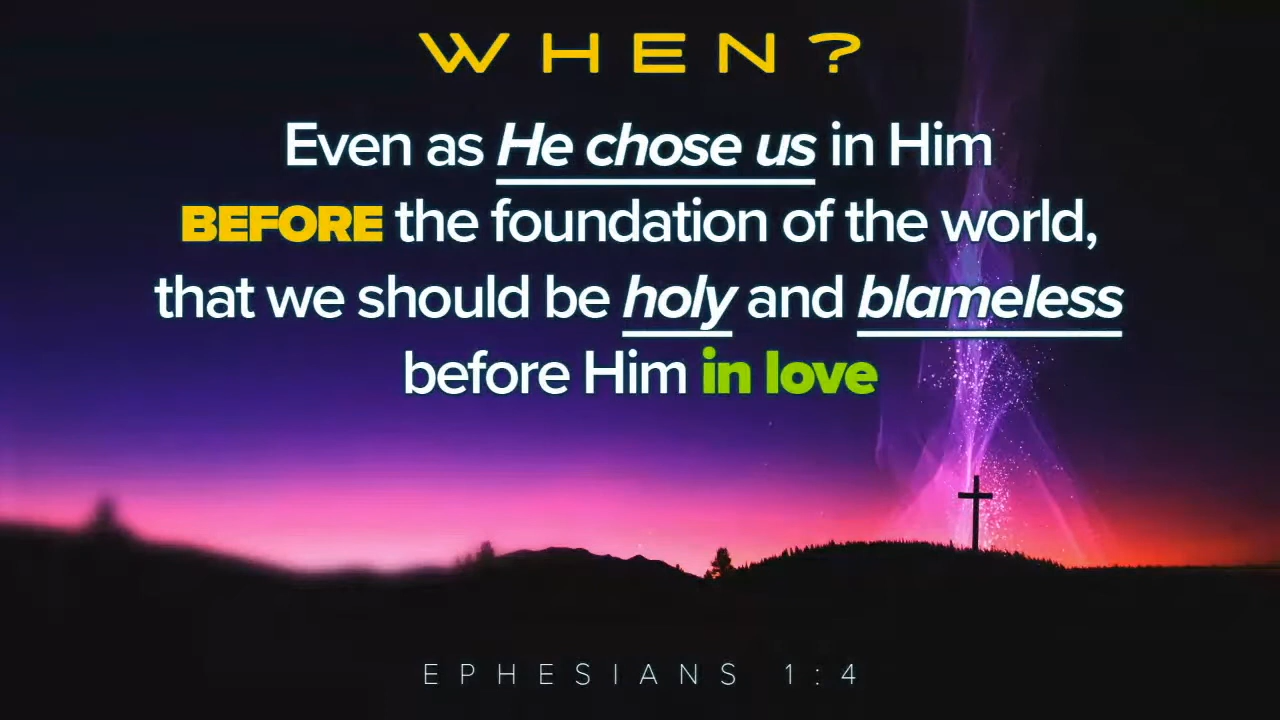 WHEN?
Even as He chose us in Him
BEFORE the foundation of the world,
that we should be holy and blameless
before Him in love
EPHESIANS 1:4